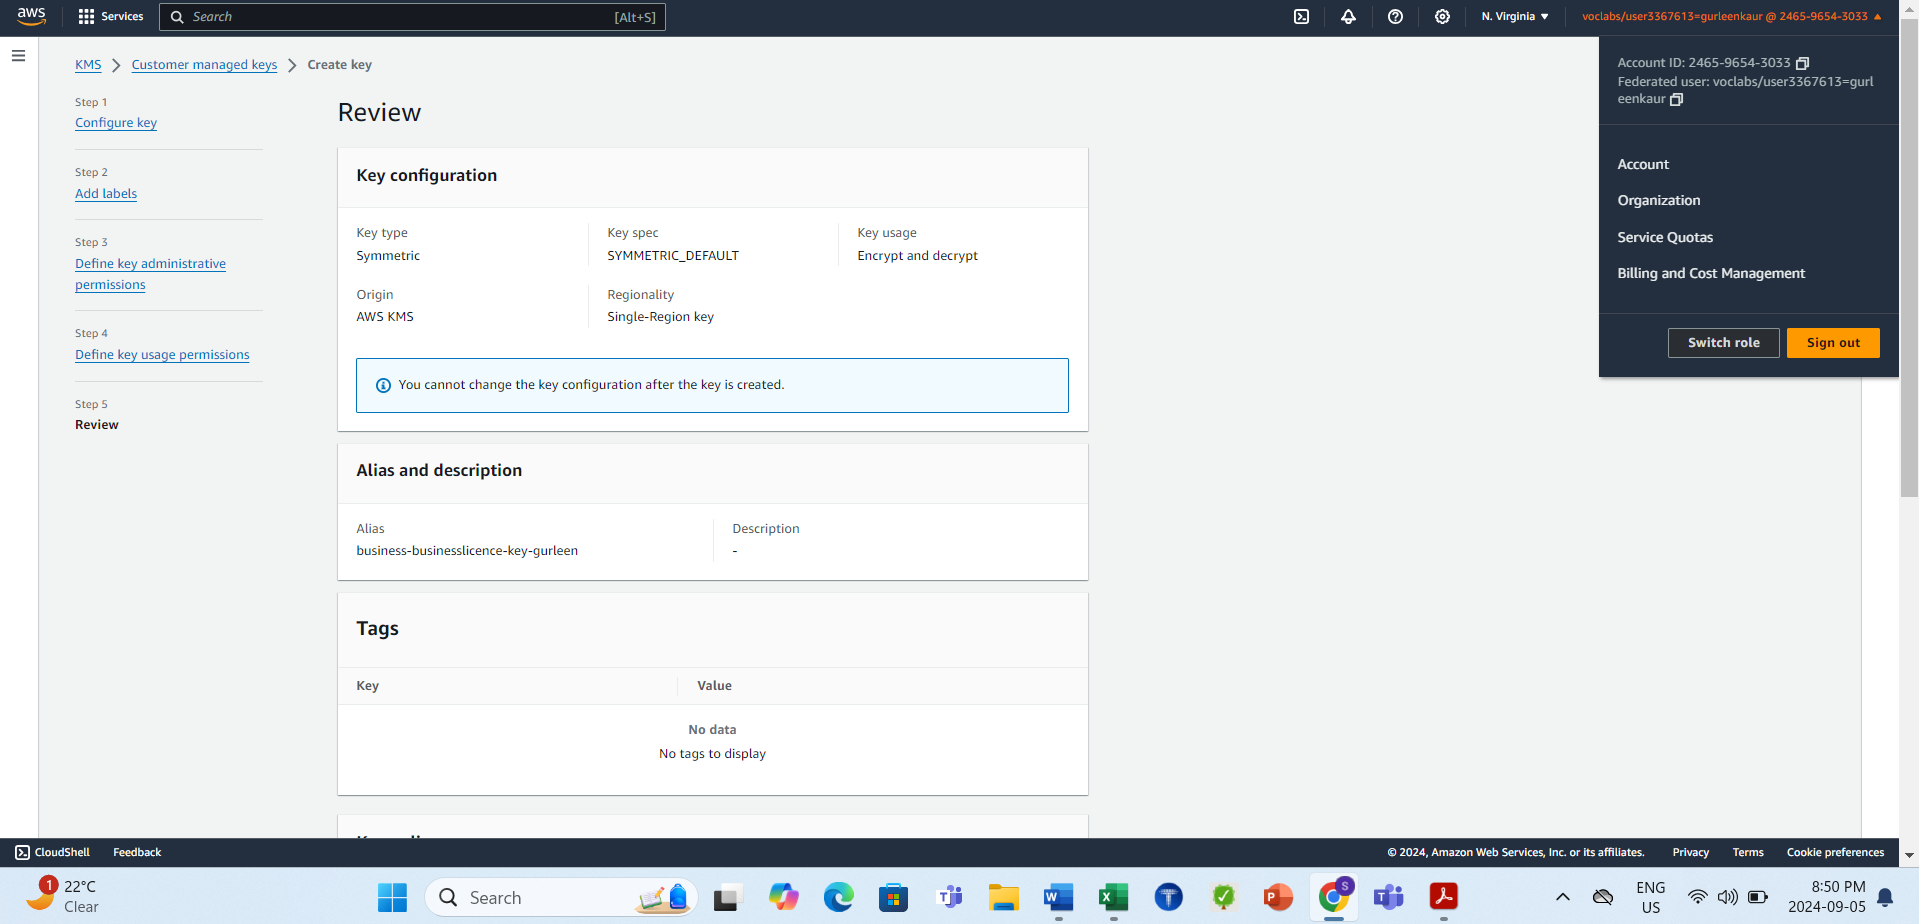 aws
Services
Search
[Alt+S]
N. Virginia
voclabs/user3367613=gurleenkaur @ 2465-9654-3033
Account ID: 2465-9654-3033
Federated user: voclabs/user3367613=gurl
eenkaur
Account
Organization
Service Quotas
Billing and Cost Management
Switch role
Sign out
KMS
Customer managed keys
Create key
Step 1
Configure key
Step 2
Add labels
Step 3
Define key administrative
permissions
Step 4
Define key usage permissions
Step 5
Review
Review
Key configuration
Key type
Symmetric
Key spec
SYMMETRIC_DEFAULT
Key usage
Encrypt and decrypt
Origin
AWS KMS
Regionality
Single-Region key
You cannot change the key configuration after the key is created.
Alias and description
Alias
business-businesslicence-key-gurleen
Description
-
Tags
Key
Value
No data
No tags to display
CloudShell
Feedback
© 2024, Amazon Web Services, Inc. or its affiliates.
Privacy
Terms
Cookie preferences
1
22°C
Clear
Search
S
ENG
US
8:50 PM
2024-09-05